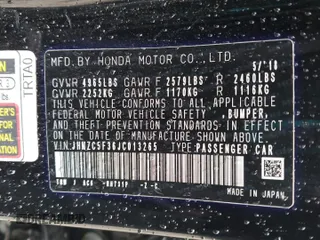 MFD.BY HONDA MOTOR CO.,LTD.
5/'18
GVWR 4965LBS GAWR F 2579LBS R 2460LBS
GVWR 2252KG GAWR F 1170KG R 1116KG
THIS VEHICLE CONFORMS TO ALL APPLICABLE
FEDERAL MOTOR VEHICLE SAFETY, BUMPER,
AND THEFT PREVENTION STANDARDS IN EFFECT
ON THE DATE OF MANUFACTURE SHOWN ABOVE.
V.I.N: TYPE:PASSENGER CAR
MADE IN JAPAN
TRTA0